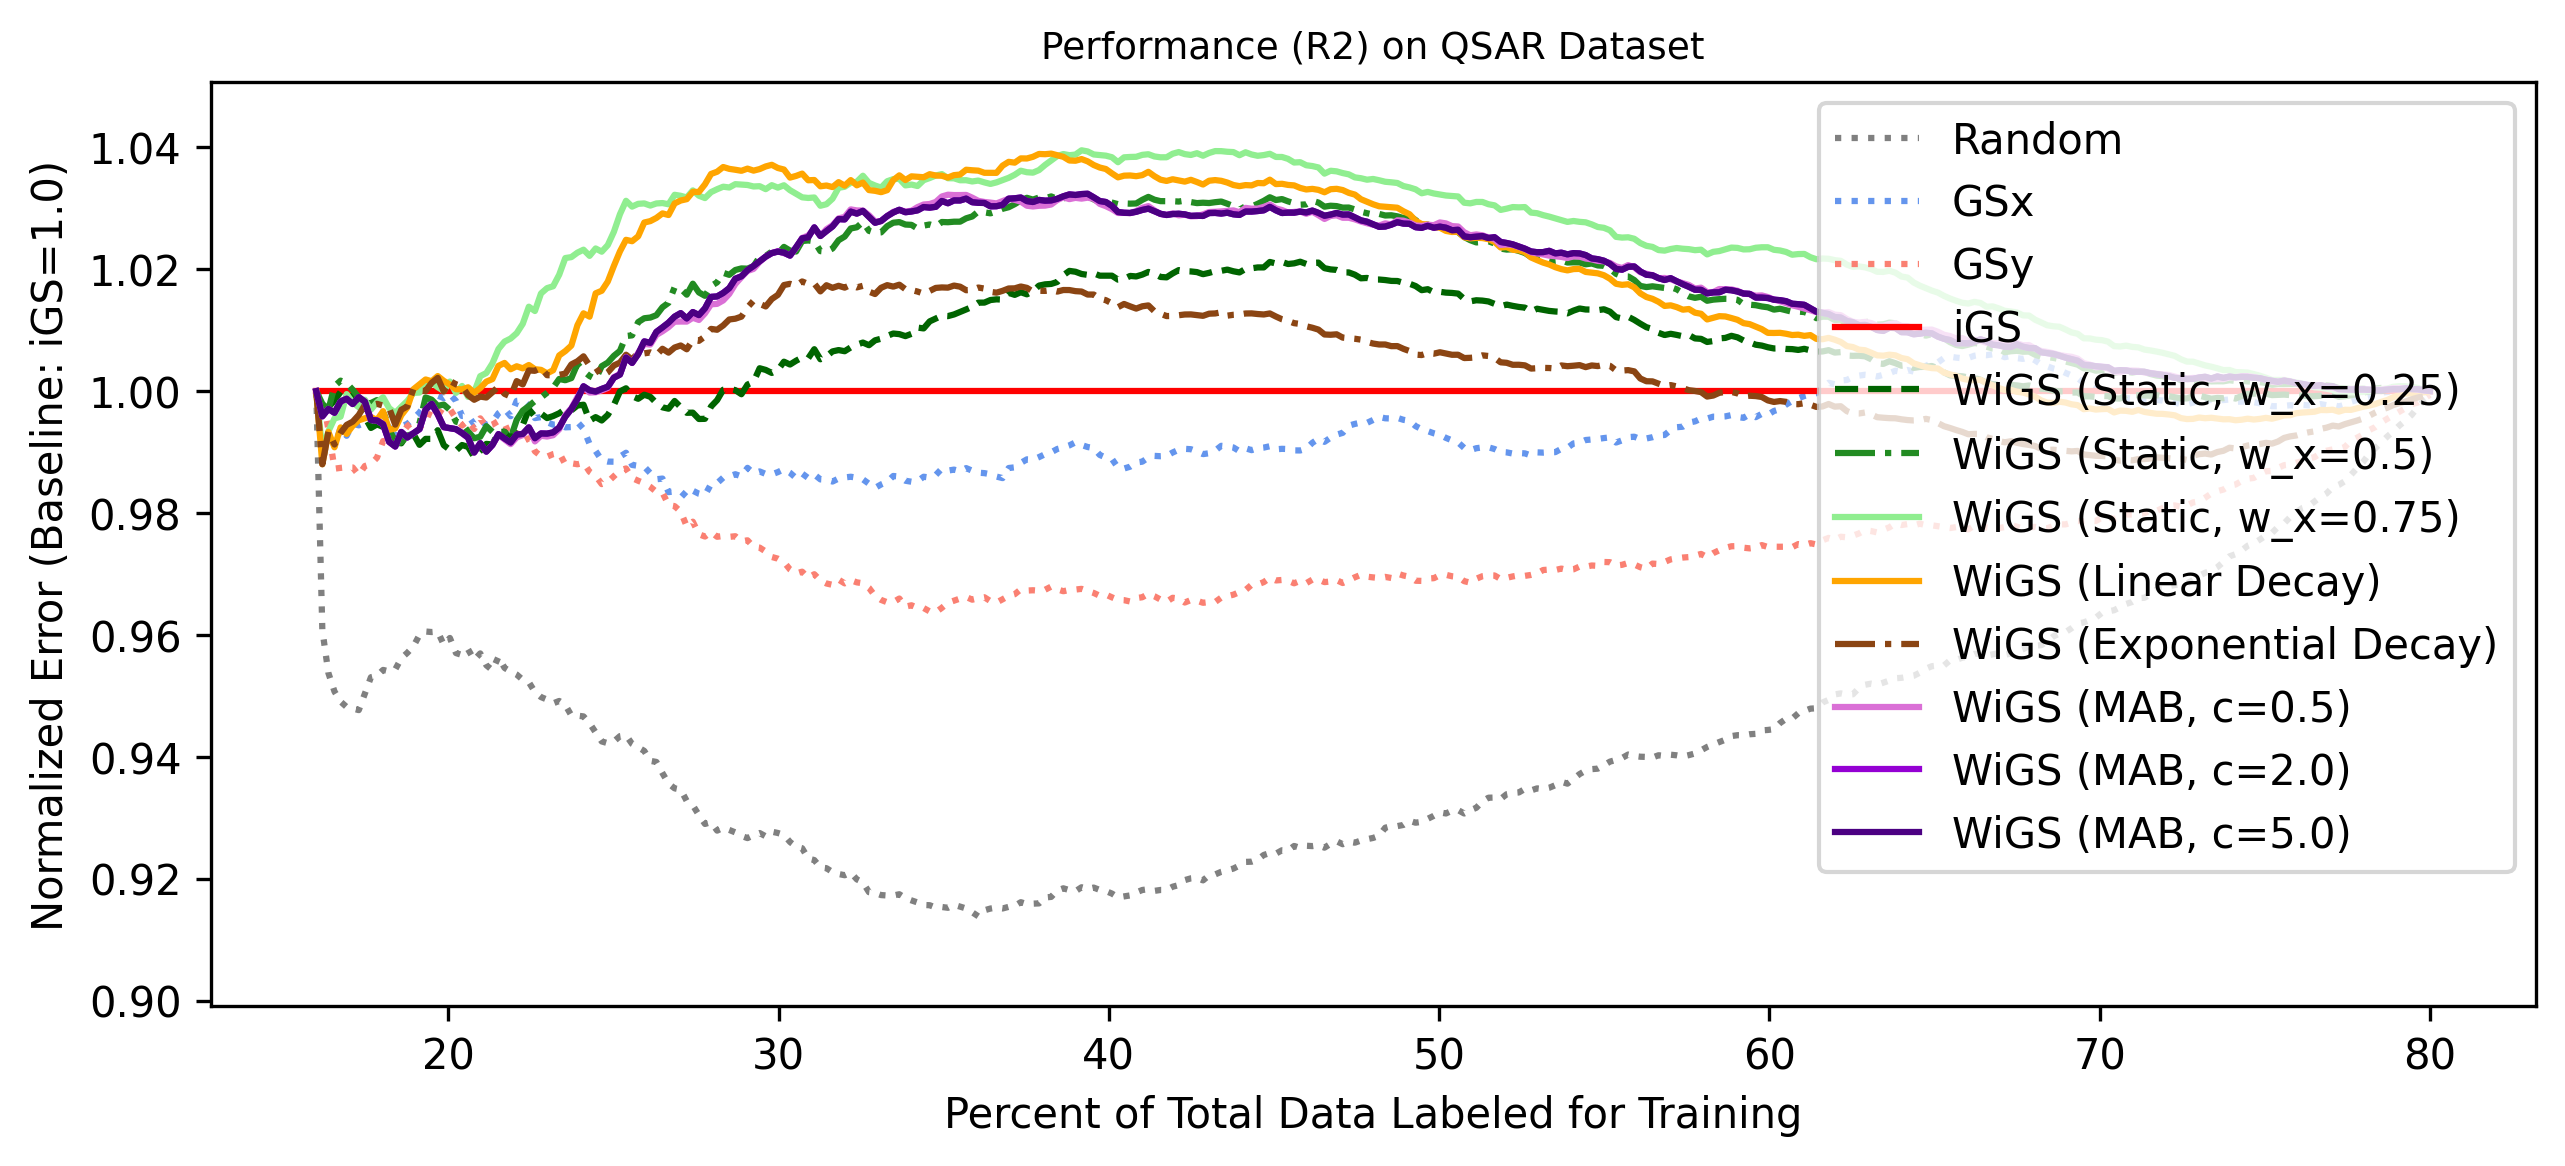 Performance (R2) on QSAR Dataset
Normalized Error (Baseline: iGS=1.0)
1.04
1.02
1.00
0.98
0.96
0.94
0.92
0.90
20 30 40 50 60 70 80
Percent of Total Data Labeled for Training
Random
GSx
GSy
iGS
WiGS (Static, w_x=0.25)
WiGS (Static, w_x=0.5)
WiGS (Static, w_x=0.75)
WiGS (Linear Decay)
WiGS (Exponential Decay)
WiGS (MAB, c=0.5)
WiGS (MAB, c=2.0)
WiGS (MAB, c=5.0)